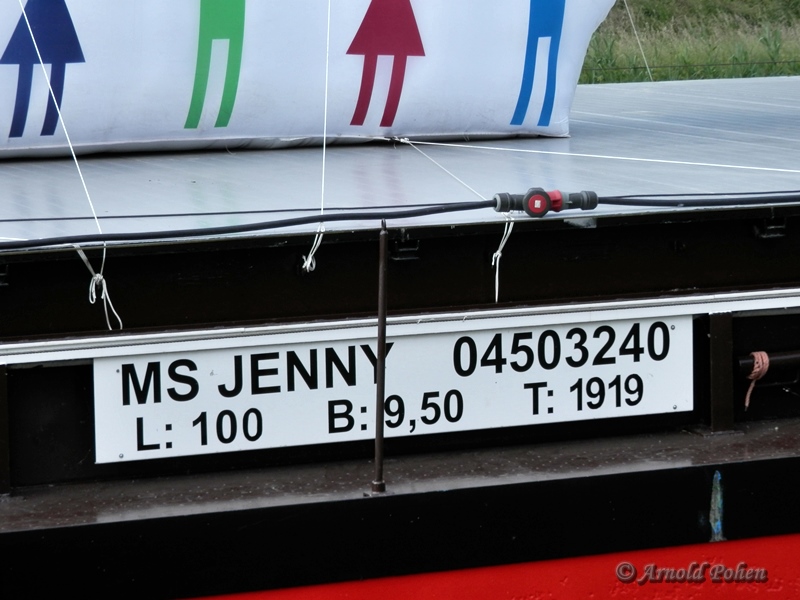 MS JENNY 04503240
L: 100 B: 9,50 T: 1919
© Arnold Pohen